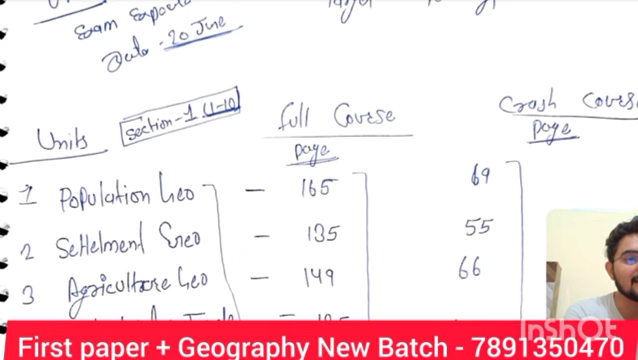 Exam Expected
Date - 20 June
Section-1 (1-10)
Full Course
Crash Course
Units
page
page
1 Population Geo - 165 69
2 Settelment Geo - 135 55
3 Agriculture Geo - 149 66
InShOt
First paper + Geography New Batch - 7891350470